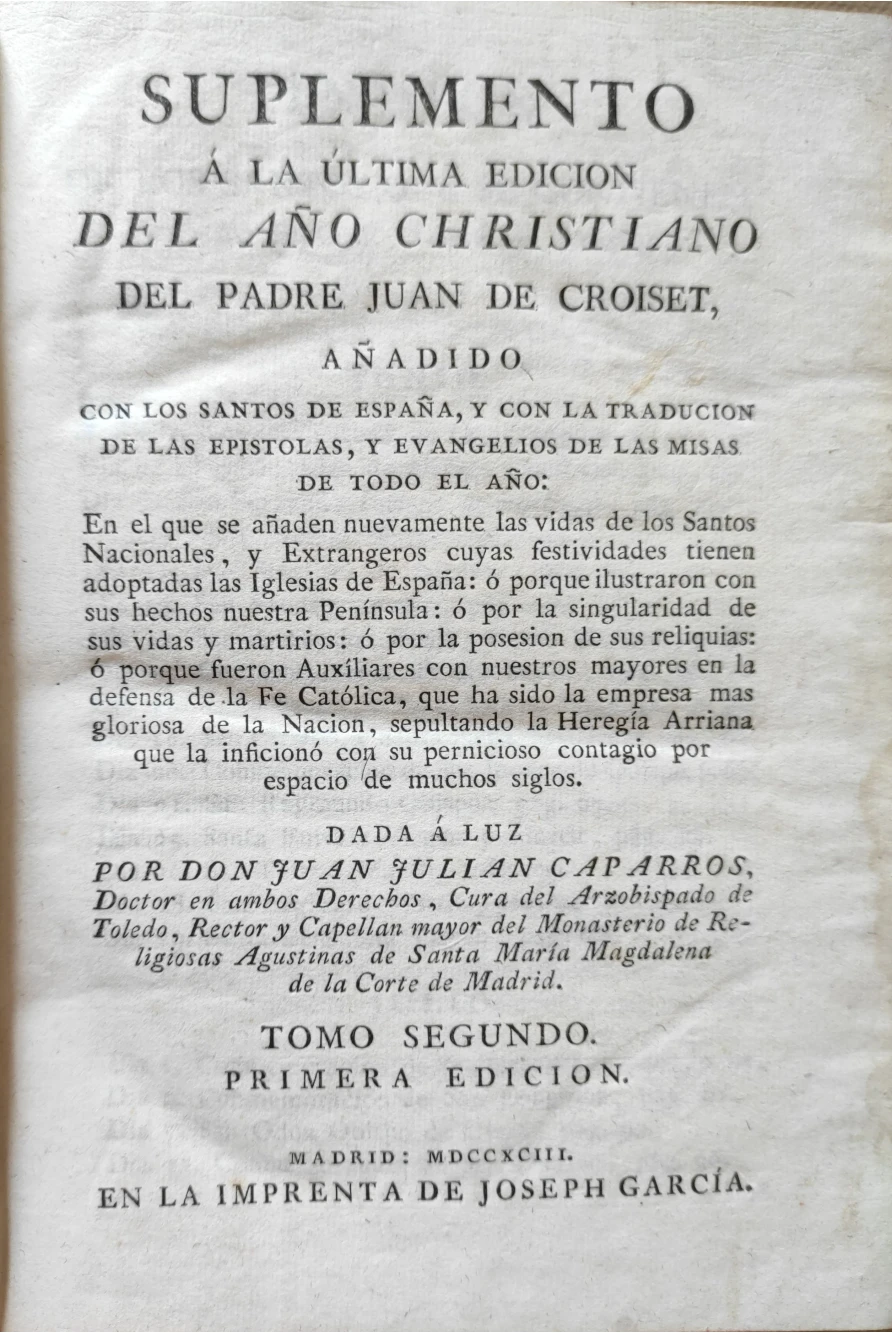 SUPLEMENTO
Á LA ÚLTIMA EDICION
DEL AÑO CHRISTIANO
DEL PADRE JUAN DE CROISET,
AÑADIDO
CON LOS SANTOS DE ESPAÑA, Y CON LA TRADUCION
DE LAS EPISTOLAS, Y EVANGELIOS DE LAS MISAS
DE TODO EL AÑO:
En el que se añaden nuevamente las vidas de los Santos
Nacionales, y Extrangeros cuyas festividades tienen
adoptadas las Iglesias de España: ó porque ilustraron con
sus hechos nuestra Península: ó por la singularidad de
sus vidas y martirios: ó por la posesion de sus reliquias:
ó porque fueron Auxîliares con nuestros mayores en la
defensa de la Fe Católica, que ha sido la empresa mas
gloriosa de la Nacion, sepultando la Heregía Arriana
que la inficionó con su pernicioso contagio por
espacio de muchos siglos.
DADA Á LUZ
POR DON JUAN JULIAN CAPARROS,
Doctor en ambos Derechos, Cura del Arzobispado de
Toledo, Rector y Capellan mayor del Monasterio de Re-
ligiosas Agustinas de Santa María Magdalena
de la Corte de Madrid.
TOMO SEGUNDO.
PRIMERA EDICION.
MADRID: MDCCXCIII.
EN LA IMPRENTA DE JOSEPH GARCÍA.